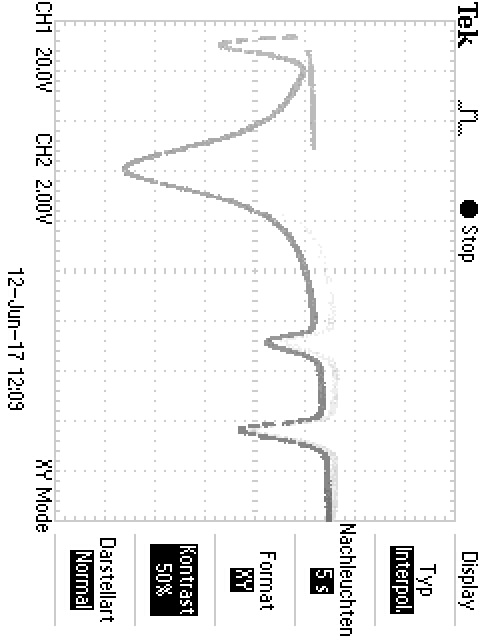 Tek
Stop
Display
Typ
Interpol.
Nachleuchten
5 s
Format
XY
Kontrast
50%
Darstellart
Normal
CH1 20.0V CH2 2.00V XY Mode
12-Jun-17 12:09